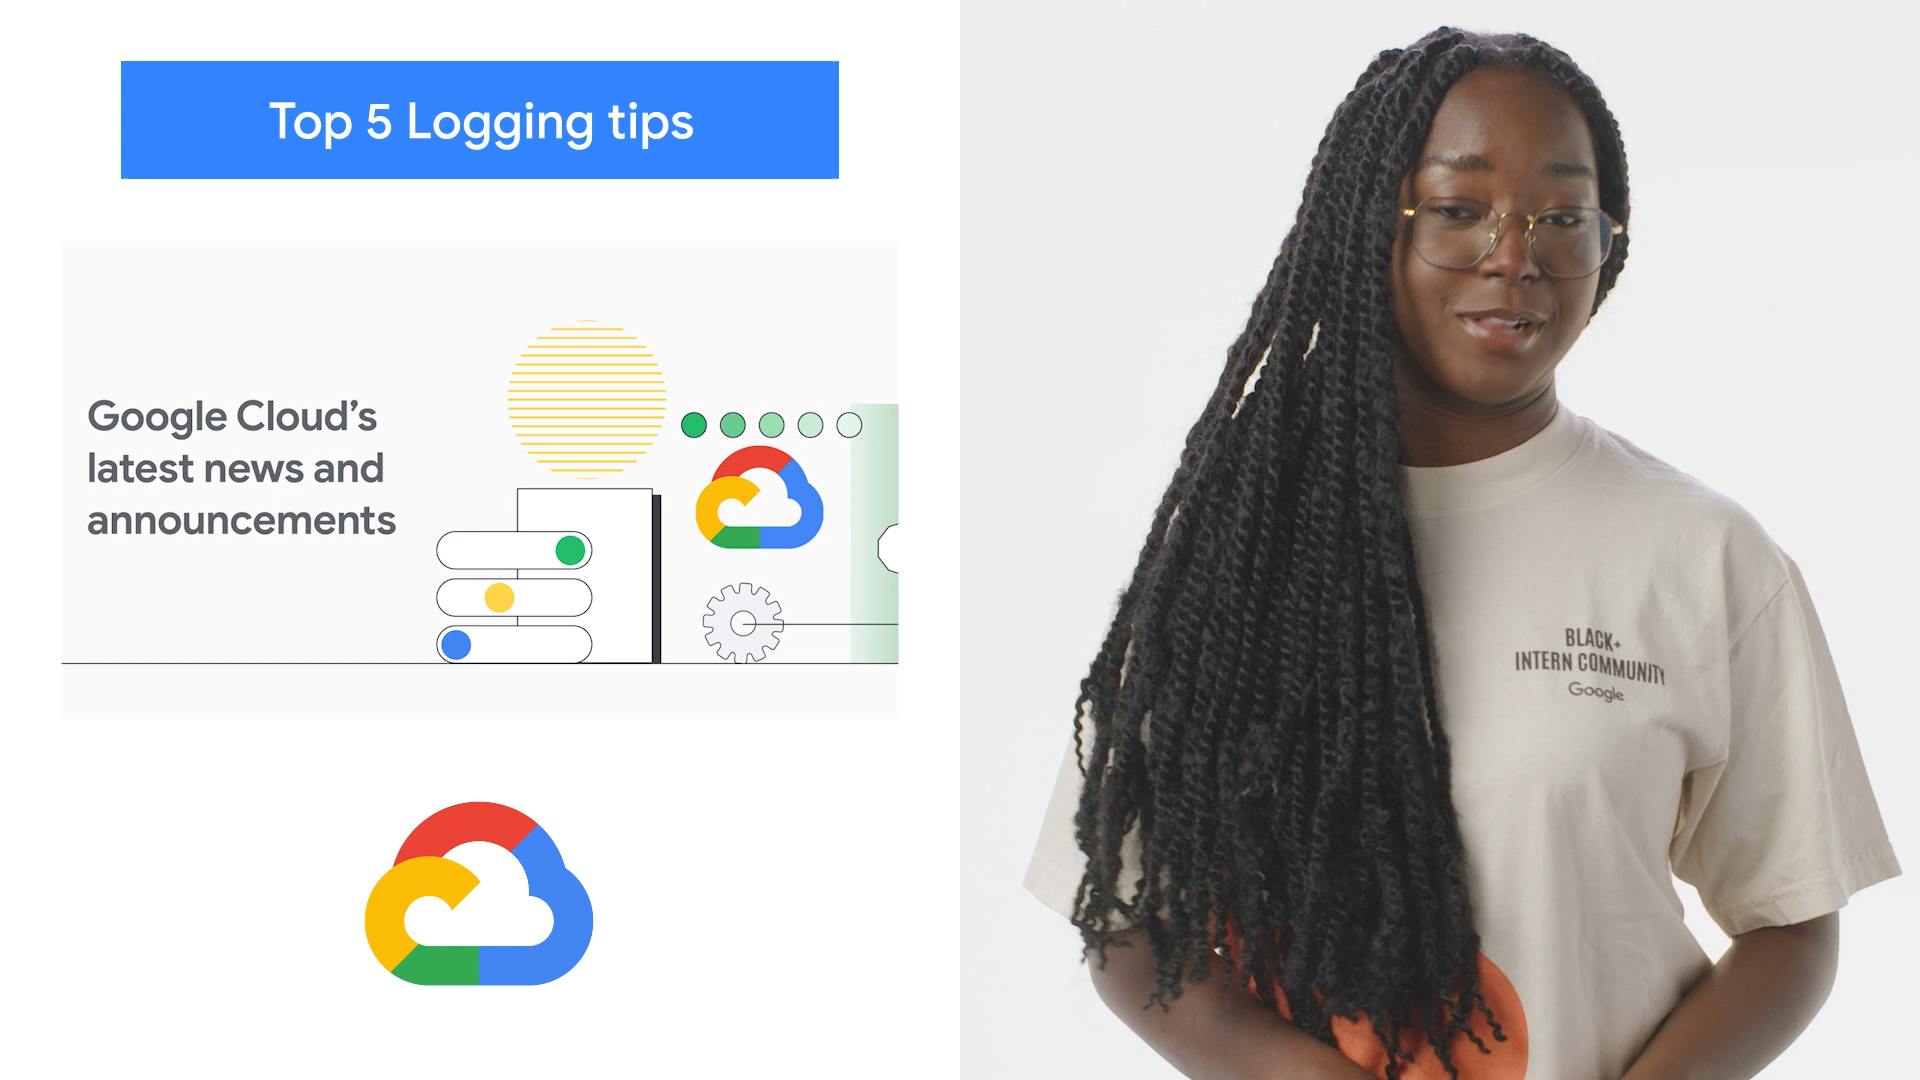 Top 5 Logging tips
Google Cloud’s
latest news and
announcements
BLACK+
INTERN COMMUNITY
Google